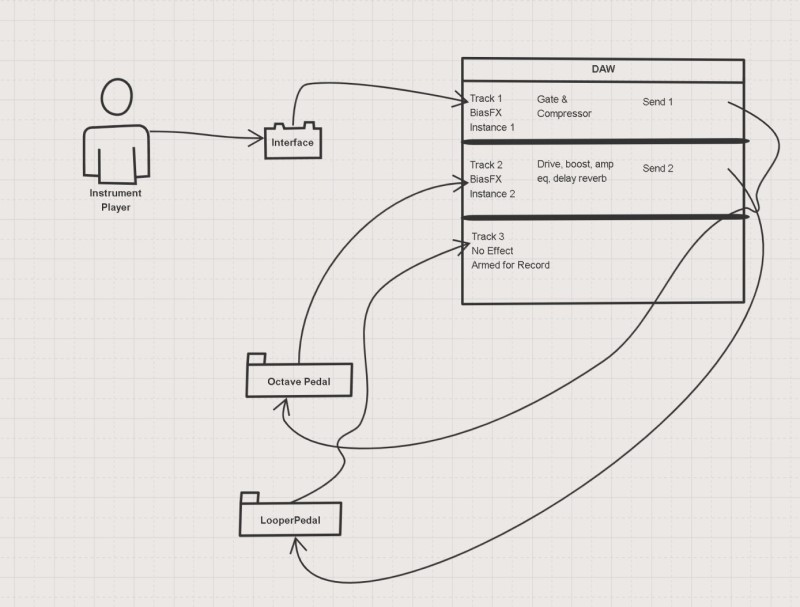 DAW
Track 1
BiasFX
Instance 1
Gate &
Compressor
Send 1
Interface
Instrument
Player
Track 2
BiasFX
Instance 2
Drive, boost, amp
eq, delay reverb
Send 2
Track 3
No Effect
Armed for Record
Octave Pedal
LooperPedal